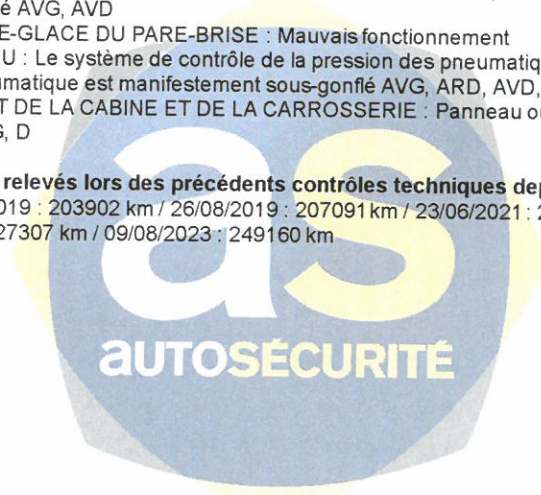 é AVG, AVD
E-GLACE DU PARE-BRISE : Mauvais fonctionnement
U : Le système de contrôle de la pression des pneumatiq
umatique est manifestement sous-gonflé AVG, ARD, AVD,
T DE LA CABINE ET DE LA CARROSSERIE : Panneau ou
G, D
relevés lors des précédents contrôles techniques dep
2019 : 203902 km / 26/08/2019 : 207091 km / 23/06/2021 : 2
27307 km / 09/08/2023 : 249160 km
as
autosécurité